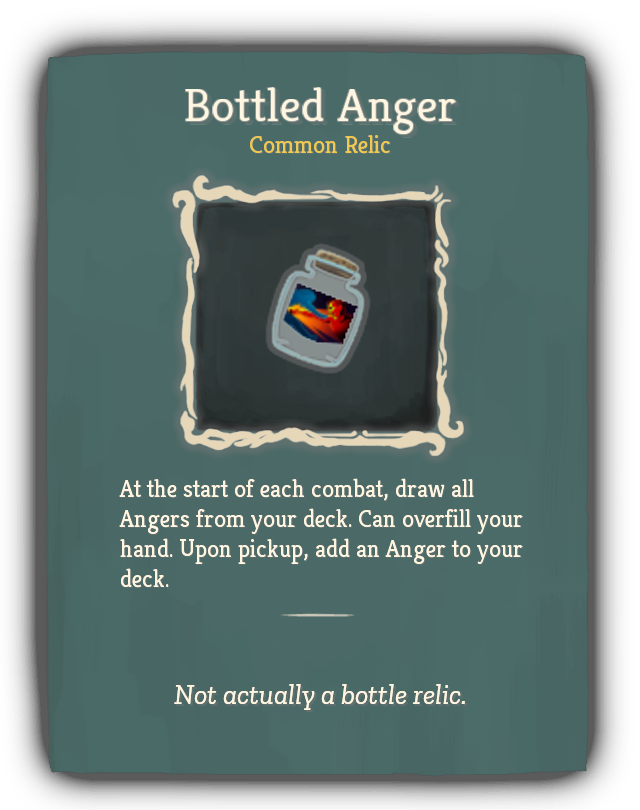 Bottled Anger
Common Relic
At the start of each combat, draw all
Angers from your deck. Can overfill your
hand. Upon pickup, add an Anger to your
deck.
Not actually a bottle relic.